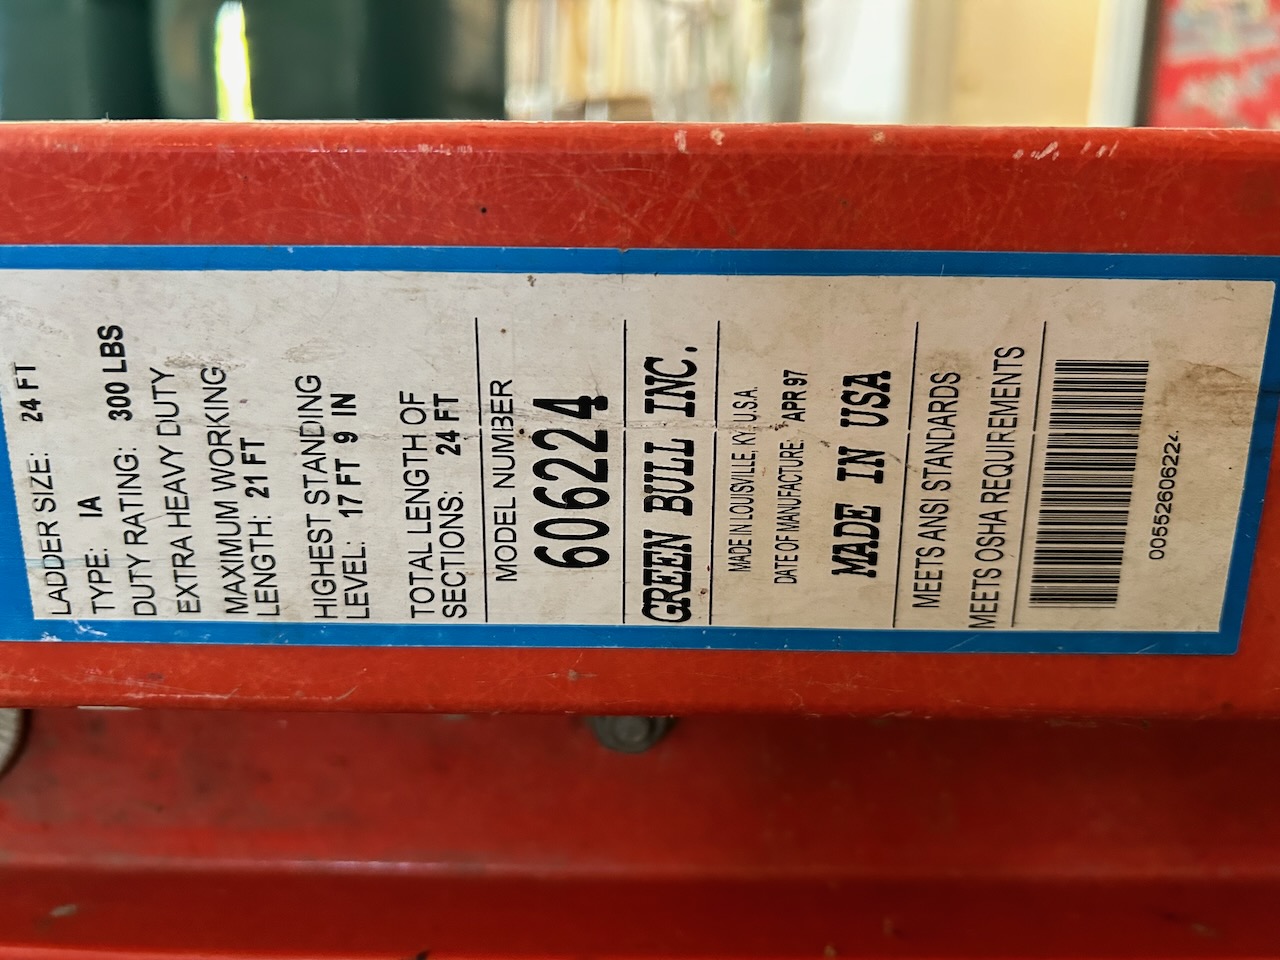 LADDER SIZE: 24 FT
TYPE: IA
DUTY RATING: 300 LBS
EXTRA HEAVY DUTY
MAXIMUM WORKING
LENGTH: 21 FT
HIGHEST STANDING
LEVEL: 17 FT 9 IN
TOTAL LENGTH OF
SECTIONS: 24 FT
MODEL NUMBER
606224
GREEN BULL INC.
MADE IN LOUISVILLE, KY U.S.A.
DATE OF MANUFACTURE: APR 97
MADE IN USA
MEETS ANSI STANDARDS
MEETS OSHA REQUIREMENTS
00552606224